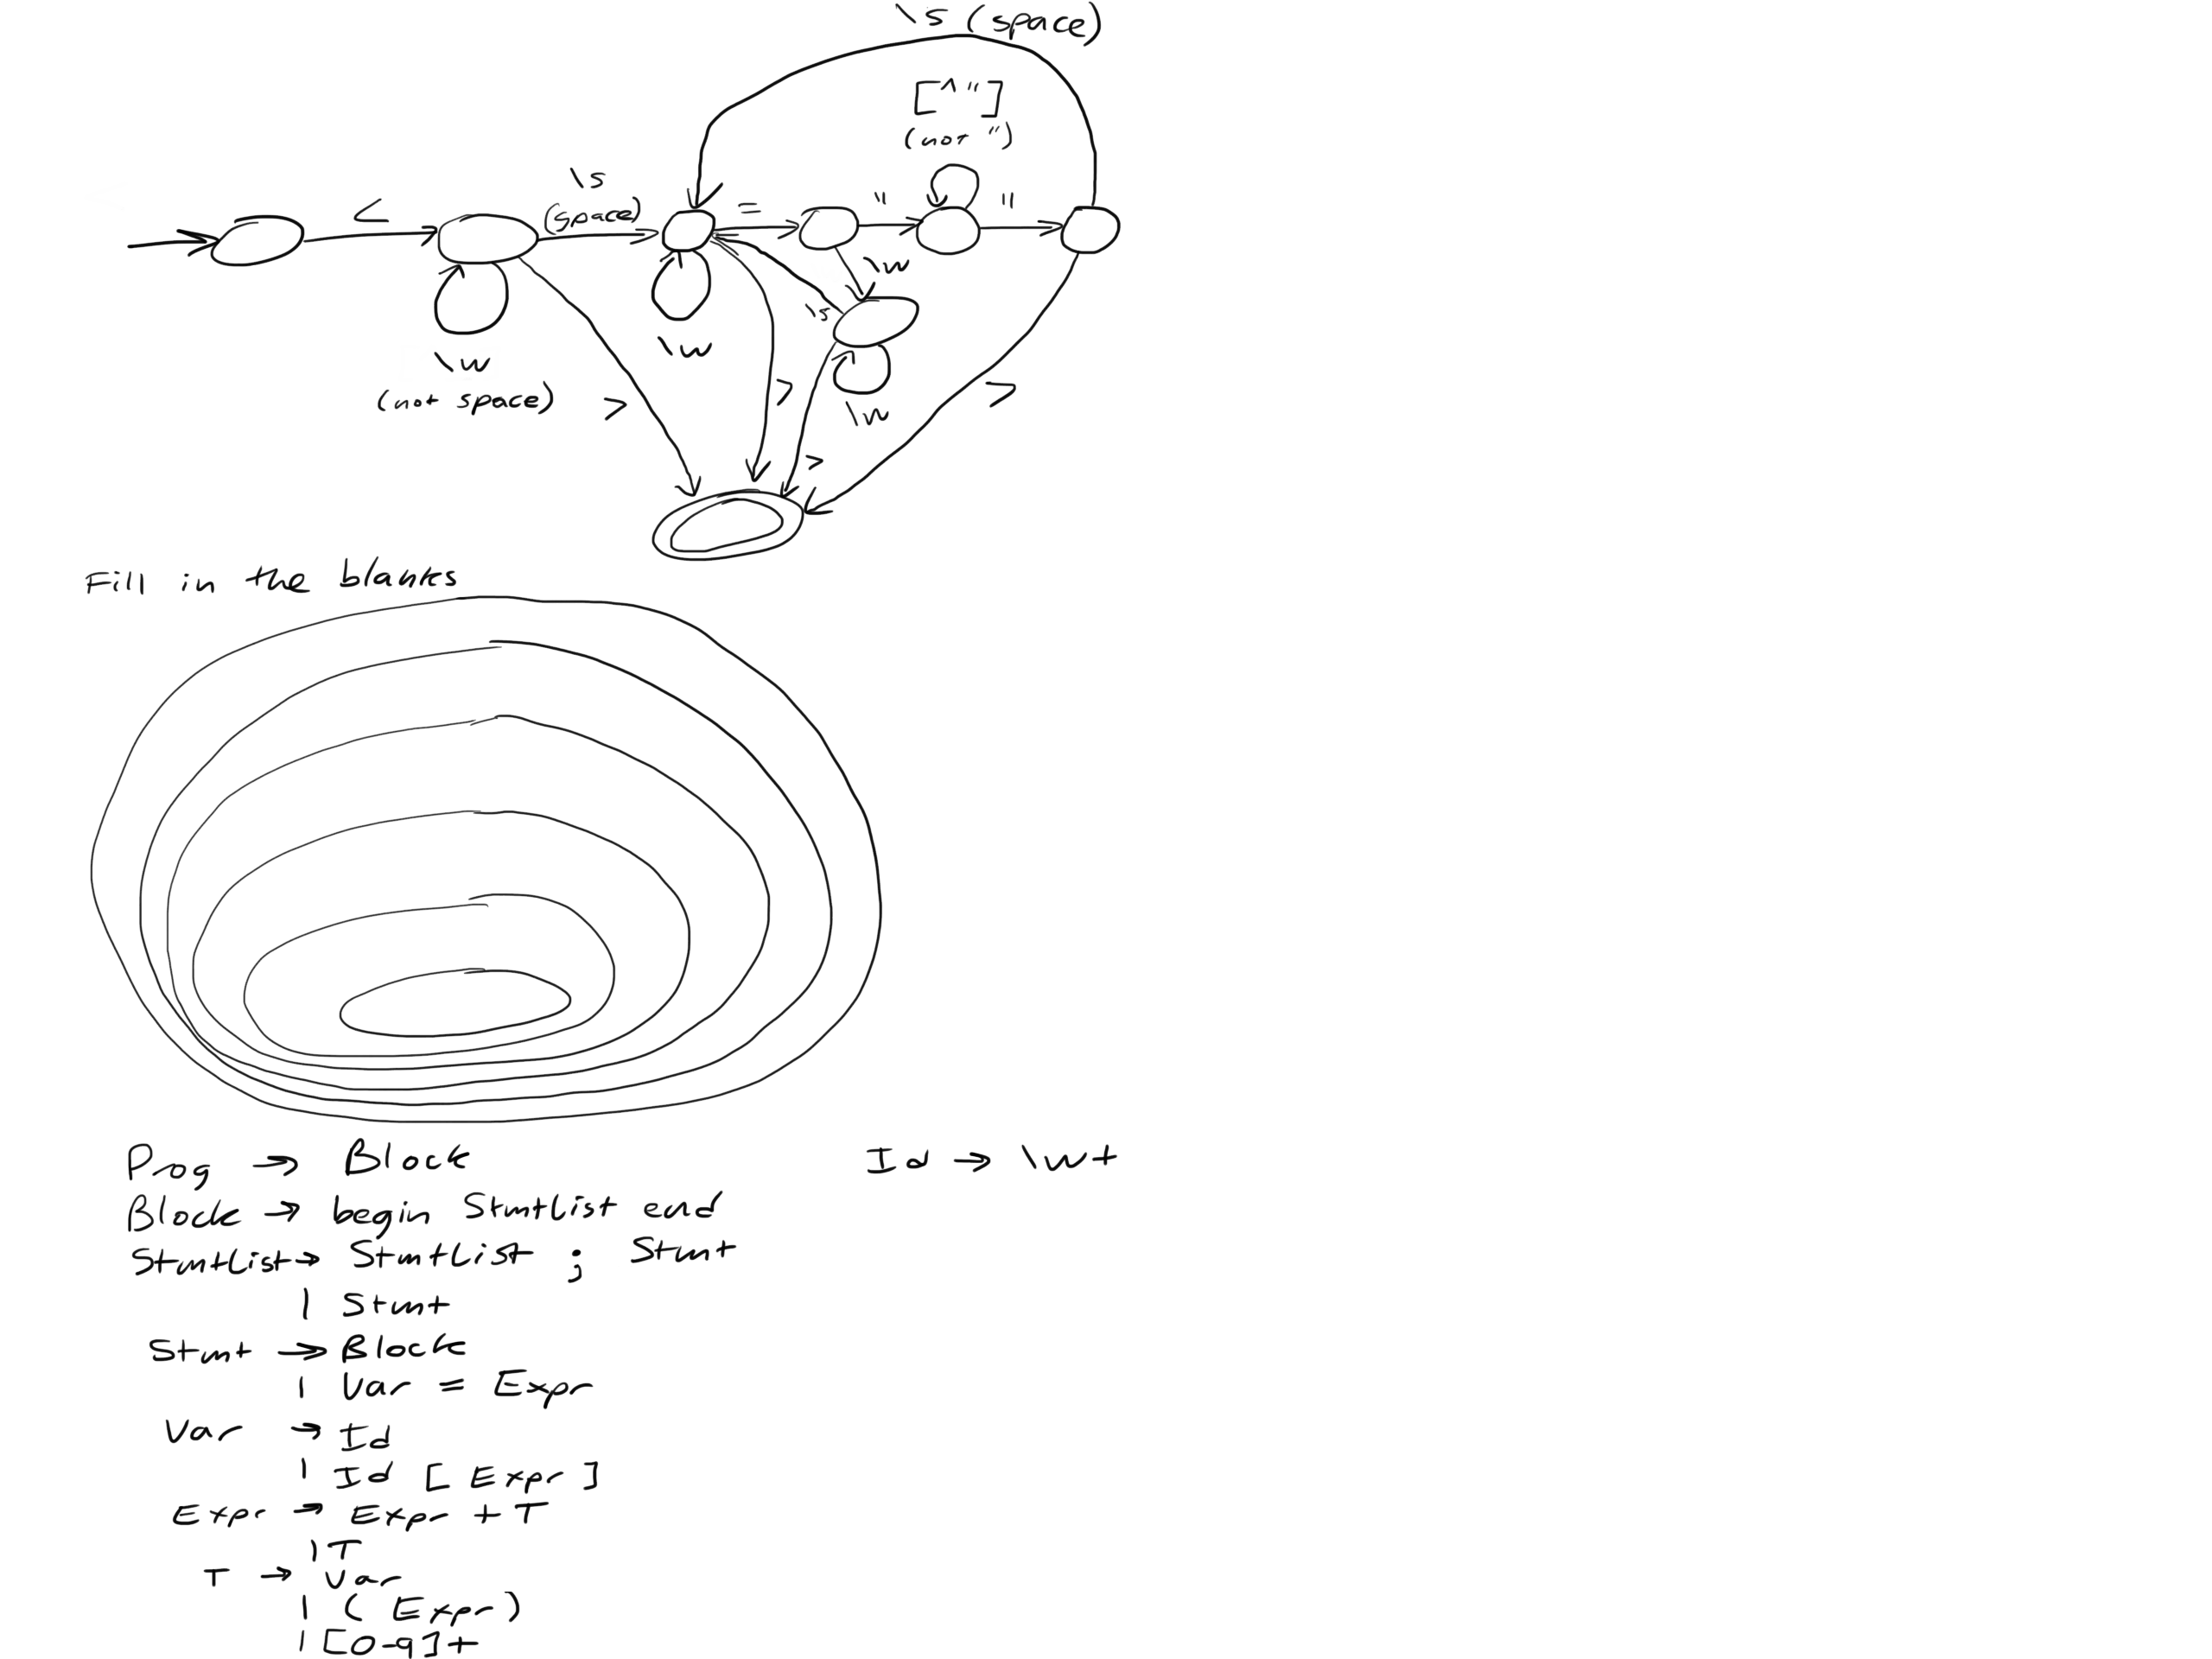 \s (space)
[^"]
(not ")
\s
(space)
<
=
"
"
\w
\s
\w
(not space)
>
\w
>
\w
>
>
Fill in the blanks
Prog → Block
Id → \w+
Block → begin StmtList end
StmtList → StmtList ; Stmt
| Stmt
Stmt → Block
| Var = Expr
Var → Id
| Id [ Expr ]
Expr → Expr + T
| T
T → Var
| ( Expr )
| [0-9]+